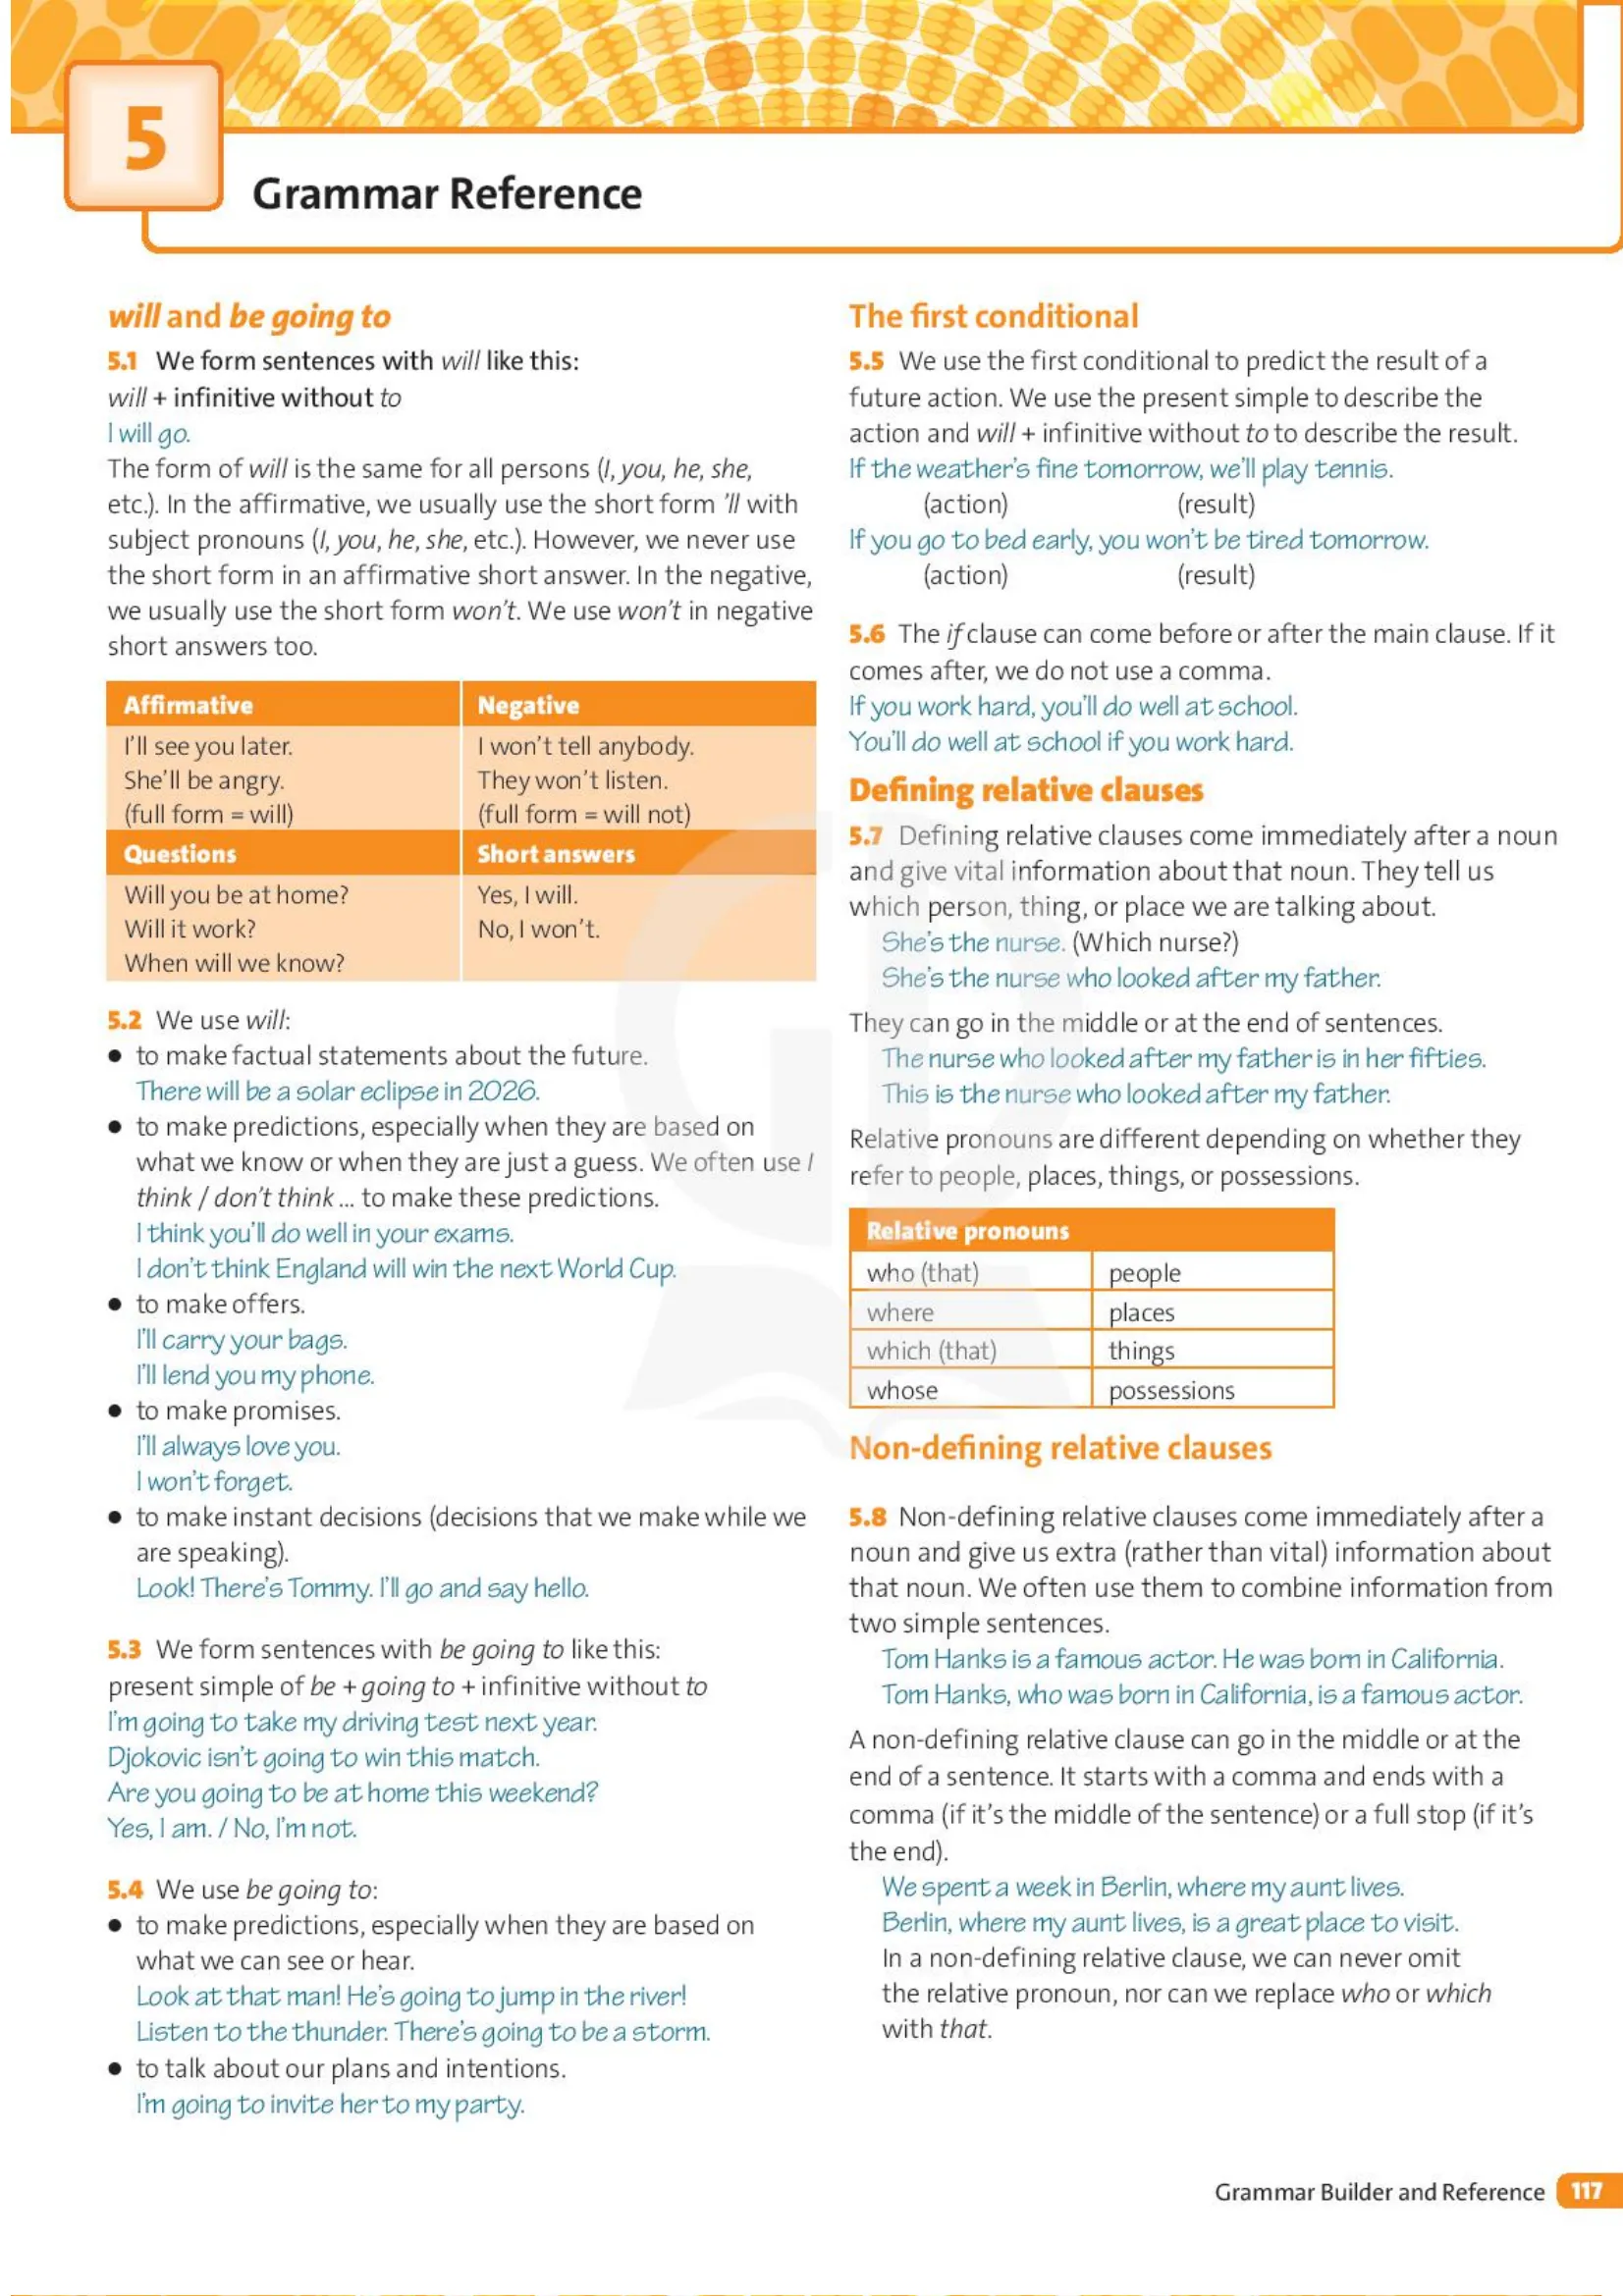 5
Grammar Reference
will and be going to
5.1 We form sentences with will like this:
will + infinitive without to
I will go.
The form of will is the same for all persons (I, you, he, she,
etc.). In the affirmative, we usually use the short form 'll with
subject pronouns (I, you, he, she, etc.). However, we never use
the short form in an affirmative short answer. In the negative,
we usually use the short form won't. We use won't in negative
short answers too.
Affirmative Negative
I'll see you later. I won't tell anybody.
She'll be angry. They won't listen.
(full form = will) (full form = will not)
Questions Short answers
Will you be at home? Yes, I will.
Will it work? No, I won't.
When will we know?
5.2 We use will:
● to make factual statements about the future.
There will be a solar eclipse in 2026.
● to make predictions, especially when they are based on
what we know or when they are just a guess. We often use I
think / don't think ... to make these predictions.
I think you'll do well in your exams.
I don't think England will win the next World Cup.
● to make offers.
I'll carry your bags.
I'll lend you my phone.
● to make promises.
I'll always love you.
I won't forget.
● to make instant decisions (decisions that we make while we
are speaking).
Look! There's Tommy. I'll go and say hello.
5.3 We form sentences with be going to like this:
present simple of be + going to + infinitive without to
I'm going to take my driving test next year.
Djokovic isn't going to win this match.
Are you going to be at home this weekend?
Yes, I am. / No, I'm not.
5.4 We use be going to:
● to make predictions, especially when they are based on
what we can see or hear.
Look at that man! He's going to jump in the river!
Listen to the thunder. There's going to be a storm.
● to talk about our plans and intentions.
I'm going to invite her to my party.
The first conditional
5.5 We use the first conditional to predict the result of a
future action. We use the present simple to describe the
action and will + infinitive without to to describe the result.
If the weather's fine tomorrow, we'll play tennis.
(action) (result)
If you go to bed early, you won't be tired tomorrow.
(action) (result)
5.6 The if clause can come before or after the main clause. If it
comes after, we do not use a comma.
If you work hard, you'll do well at school.
You'll do well at school if you work hard.
Defining relative clauses
5.7 Defining relative clauses come immediately after a noun
and give vital information about that noun. They tell us
which person, thing, or place we are talking about.
She's the nurse. (Which nurse?)
She's the nurse who looked after my father.
They can go in the middle or at the end of sentences.
The nurse who looked after my father is in her fifties.
This is the nurse who looked after my father.
Relative pronouns are different depending on whether they
refer to people, places, things, or possessions.
Relative pronouns
who (that) people
where places
which (that) things
whose possessions
Non-defining relative clauses
5.8 Non-defining relative clauses come immediately after a
noun and give us extra (rather than vital) information about
that noun. We often use them to combine information from
two simple sentences.
Tom Hanks is a famous actor. He was born in California.
Tom Hanks, who was born in California, is a famous actor.
A non-defining relative clause can go in the middle or at the
end of a sentence. It starts with a comma and ends with a
comma (if it's the middle of the sentence) or a full stop (if it's
the end).
We spent a week in Berlin, where my aunt lives.
Berlin, where my aunt lives, is a great place to visit.
In a non-defining relative clause, we can never omit
the relative pronoun, nor can we replace who or which
with that.
Grammar Builder and Reference 117